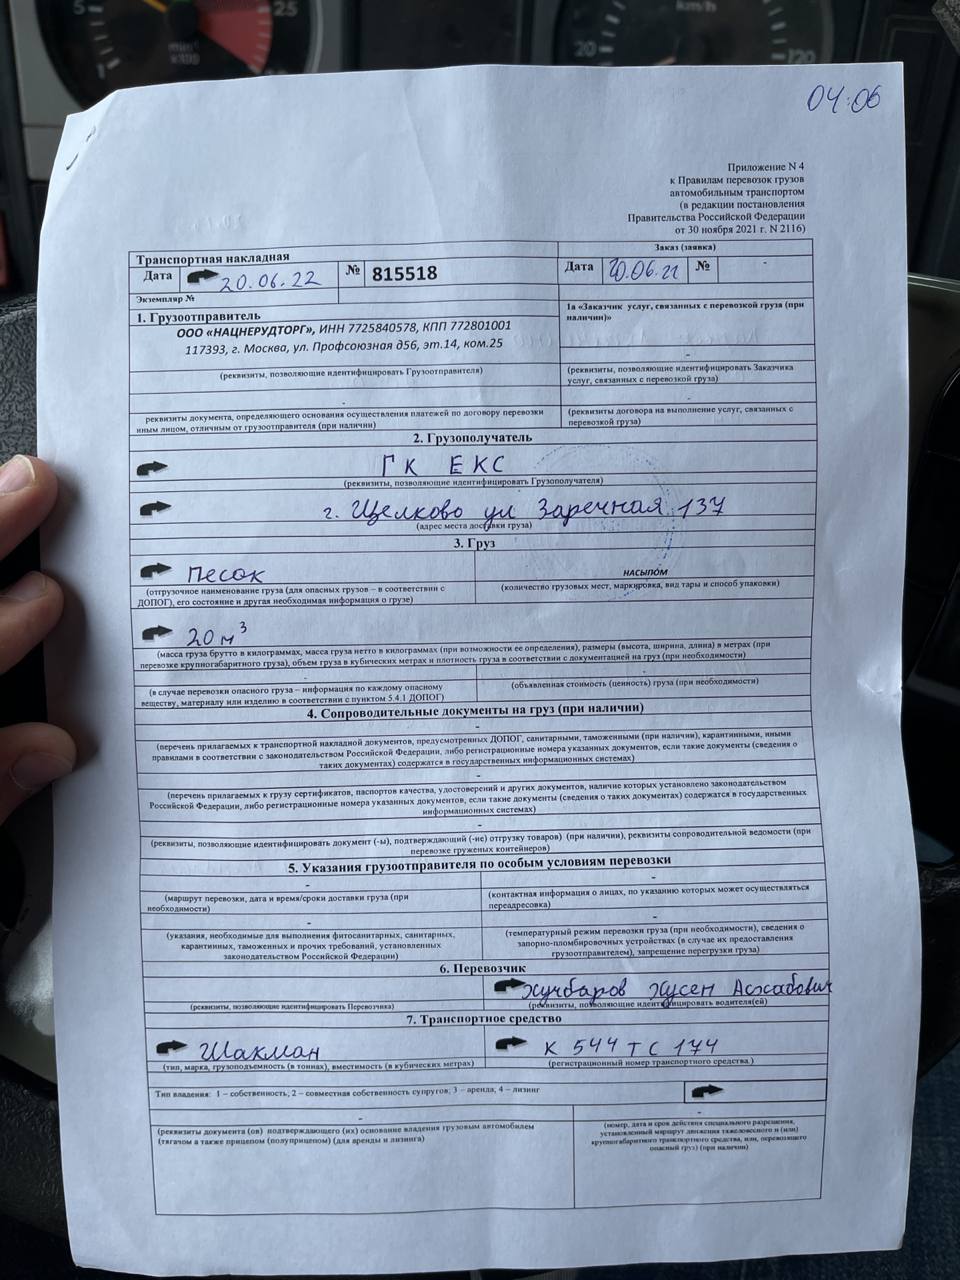 5
25
min¹
x100
1
km/h
20
120
04:06
Приложение N 4
к Правилам перевозок грузов
автомобильным транспортом
(в редакции постановления
Правительства Российской Федерации
от 30 ноября 2021 г. N 2116)
Транспортная накладная
Заказ (заявка)
Дата 20.06.22 № 815518 Дата 20.06.22 № -
Экземпляр №
1. Грузоотправитель
1а «Заказчик услуг, связанных с перевозкой груза (при
наличии)»
ООО «НАЦНЕРУДТОРГ», ИНН 7725840578, КПП 772801001
117393, г. Москва, ул. Профсоюзная д56, эт.14, ком.25
-
(реквизиты, позволяющие идентифицировать Грузоотправителя)
(реквизиты, позволяющие идентифицировать Заказчика
услуг, связанных с перевозкой груза)
-
-
реквизиты документа, определяющего основания осуществления платежей по договору перевозки
иным лицом, отличным от грузоотправителя (при наличии)
(реквизиты договора на выполнение услуг, связанных с
перевозкой груза)
2. Грузополучатель
ГК ЕКС
(реквизиты, позволяющие идентифицировать Грузополучателя)
г. Щелково ул Заречная 137
(адрес места доставки груза)
3. Груз
Песок
НАСЫПОМ
(отгрузочное наименование груза (для опасных грузов – в соответствии с
ДОПОГ), его состояние и другая необходимая информация о грузе)
(количество грузовых мест, маркировка, вид тары и способ упаковки)
20 м³
(масса груза брутто в килограммах, масса груза нетто в килограммах (при возможности ее определения), размеры (высота, ширина, длина) в метрах (при
перевозке крупногабаритного груза), объем груза в кубических метрах и плотность груза в соответствии с документацией на груз (при необходимости)
-
(в случае перевозки опасного груза – информация по каждому опасному
веществу, материалу или изделию в соответствии с пунктом 5.4.1 ДОПОГ)
(объявленная стоимость (ценность) груза (при необходимости)
4. Сопроводительные документы на груз (при наличии)
-
(перечень прилагаемых к транспортной накладной документов, предусмотренных ДОПОГ, санитарными, таможенными (при наличии), карантинными, иными
правилами в соответствии с законодательством Российской Федерации, либо регистрационные номера указанных документов, если такие документы (сведения о
таких документах) содержатся в государственных информационных системах)
-
(перечень прилагаемых к грузу сертификатов, паспортов качества, удостоверений и других документов, наличие которых установлено законодательством
Российской Федерации, либо регистрационные номера указанных документов, если такие документы (сведения о таких документах) содержатся в государственных
информационных системах)
-
(реквизиты, позволяющие идентифицировать документ (-ы), подтверждающий (-ие) отгрузку товаров) (при наличии), реквизиты сопроводительной ведомости (при
перевозке груженых контейнеров)
5. Указания грузоотправителя по особым условиям перевозки
-
-
(маршрут перевозки, дата и время/сроки доставки груза (при
необходимости)
(контактная информация о лицах, по указанию которых может осуществляться
переадресовка)
-
-
(указания, необходимые для выполнения фитосанитарных, санитарных,
карантинных, таможенных и прочих требований, установленных
законодательством Российской Федерации)
(температурный режим перевозки груза (при необходимости), сведения о
запорно-пломбировочных устройствах (в случае их предоставления
грузоотправителем), запрещение перегрузки груза)
6. Перевозчик
Хусен Асхабович
(реквизиты, позволяющие идентифицировать Перевозчика)
(реквизиты, позволяющие идентифицировать водителя(ей)
7. Транспортное средство
Шакман
К 544 ТС 174
(тип, марка, грузоподъемность (в тоннах), вместимость (в кубических метрах)
(регистрационный номер транспортного средства.)
Тип владения: 1 – собственность; 2 – совместная собственность супругов; 3 – аренда; 4 – лизинг
-
-
(реквизиты документа (ов) подтверждающего (их) основание владения грузовым автомобилем
(тягачом а также прицепом (полуприцепом) (для аренды и лизинга)
(номер, дата и срок действия специального разрешения,
установленный маршрут движения тяжеловесного и (или)
крупногабаритного транспортного средства, или, перевозящего
опасный груз) (при наличии)